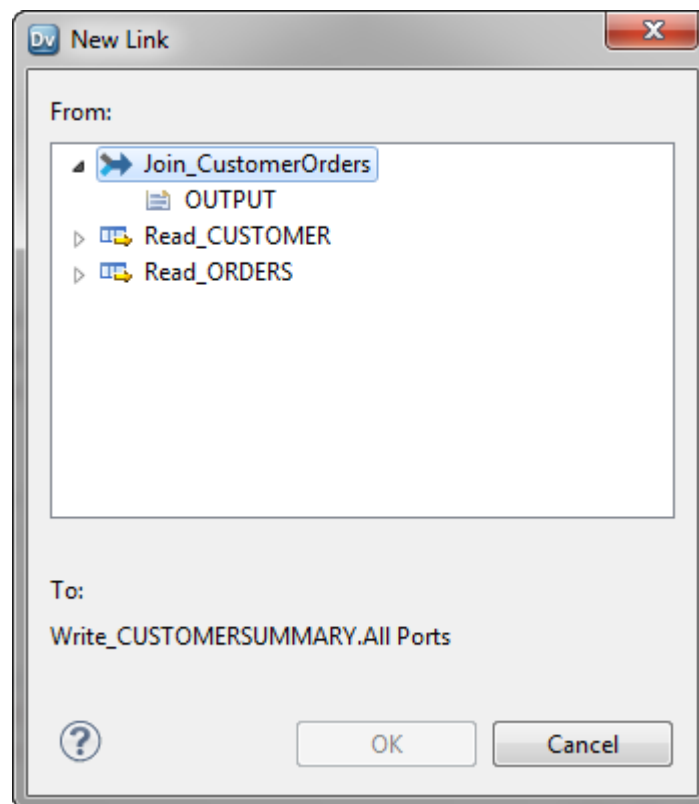 Dv New Link
From:
Join_CustomerOrders
OUTPUT
Read_CUSTOMER
Read_ORDERS
To:
Write_CUSTOMERSUMMARY.All Ports
? OK Cancel